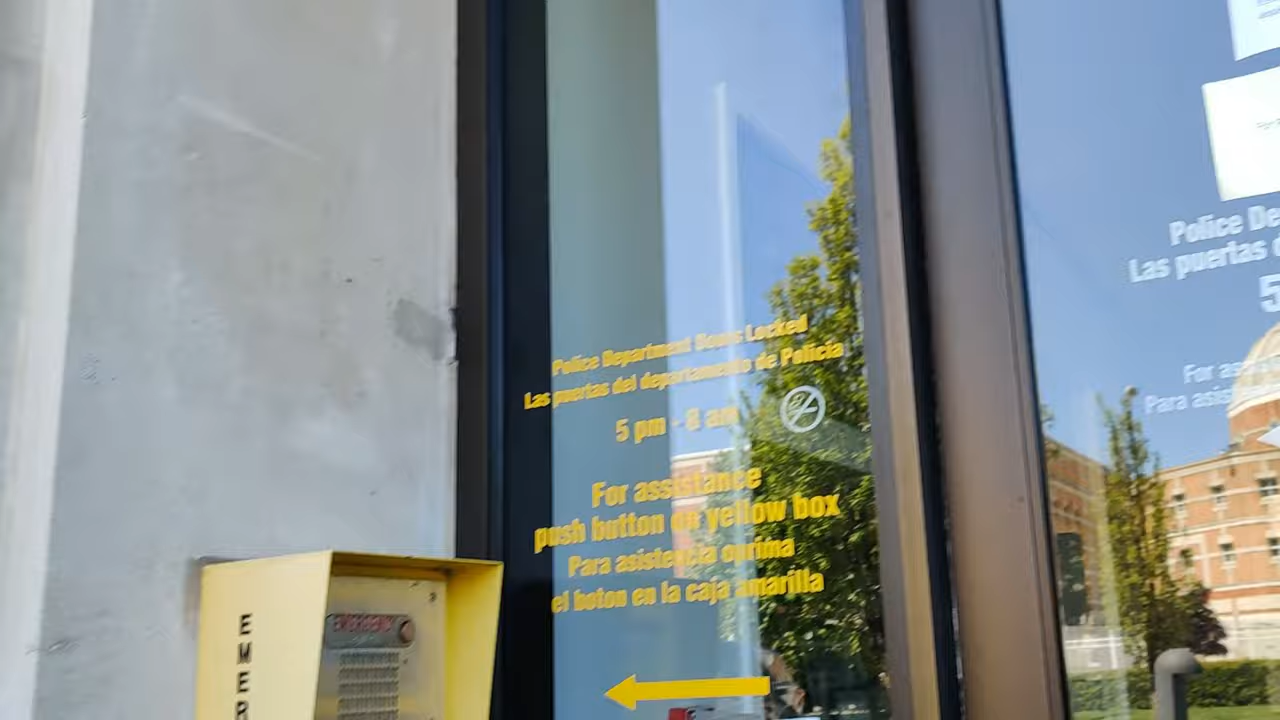 Police Department Doors Locked
Las puertas del departamento de Policia
5 pm - 8 am
For assistance
push button on yellow box
Para asistencia oprima
el boton en la caja amarilla
EMER
EMERGENCY
Police De
Las puertas
5
For
Para